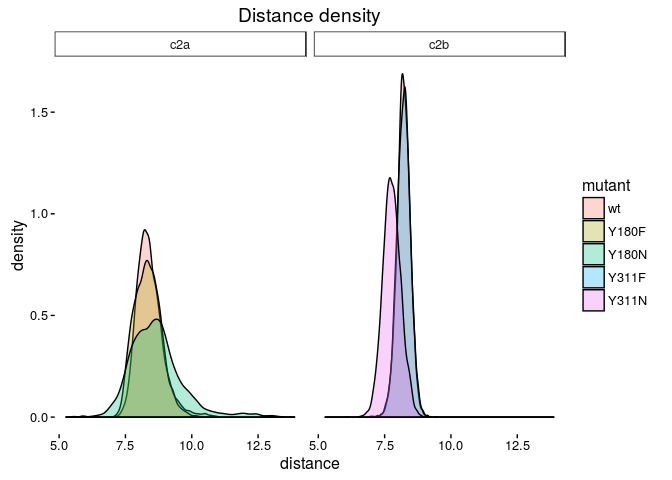 Distance density
c2a
c2b
density
1.5
1.0
0.5
0.0
5.0 7.5 10.0 12.5
5.0 7.5 10.0 12.5
distance
mutant
wt
Y180F
Y180N
Y311F
Y311N